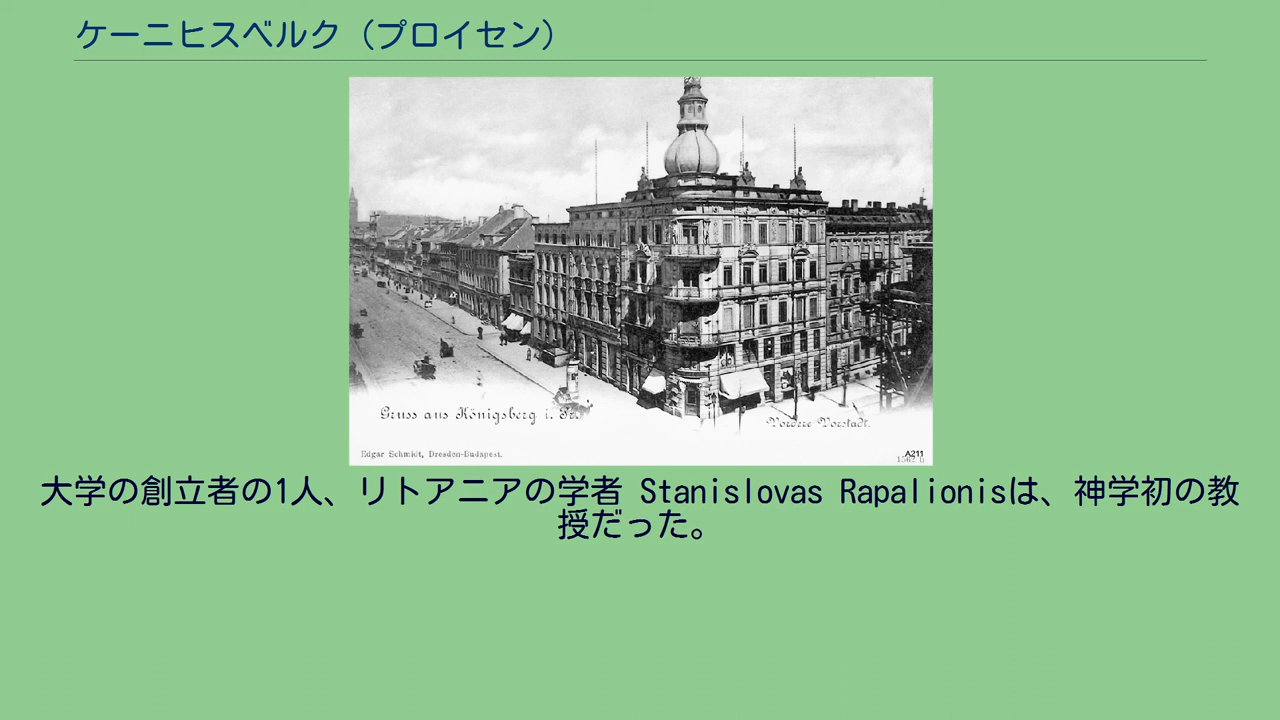 ケーニヒスベルク（プロイセン）
Gruss aus Königsberg i. Pr.
Vordere Vorstadt.
Edgar Schmidt, Dresden-Budapest.
A211
大学の創立者の1人、リトアニアの学者 Stanislovas Rapalionisは、神学初の教
授だった。